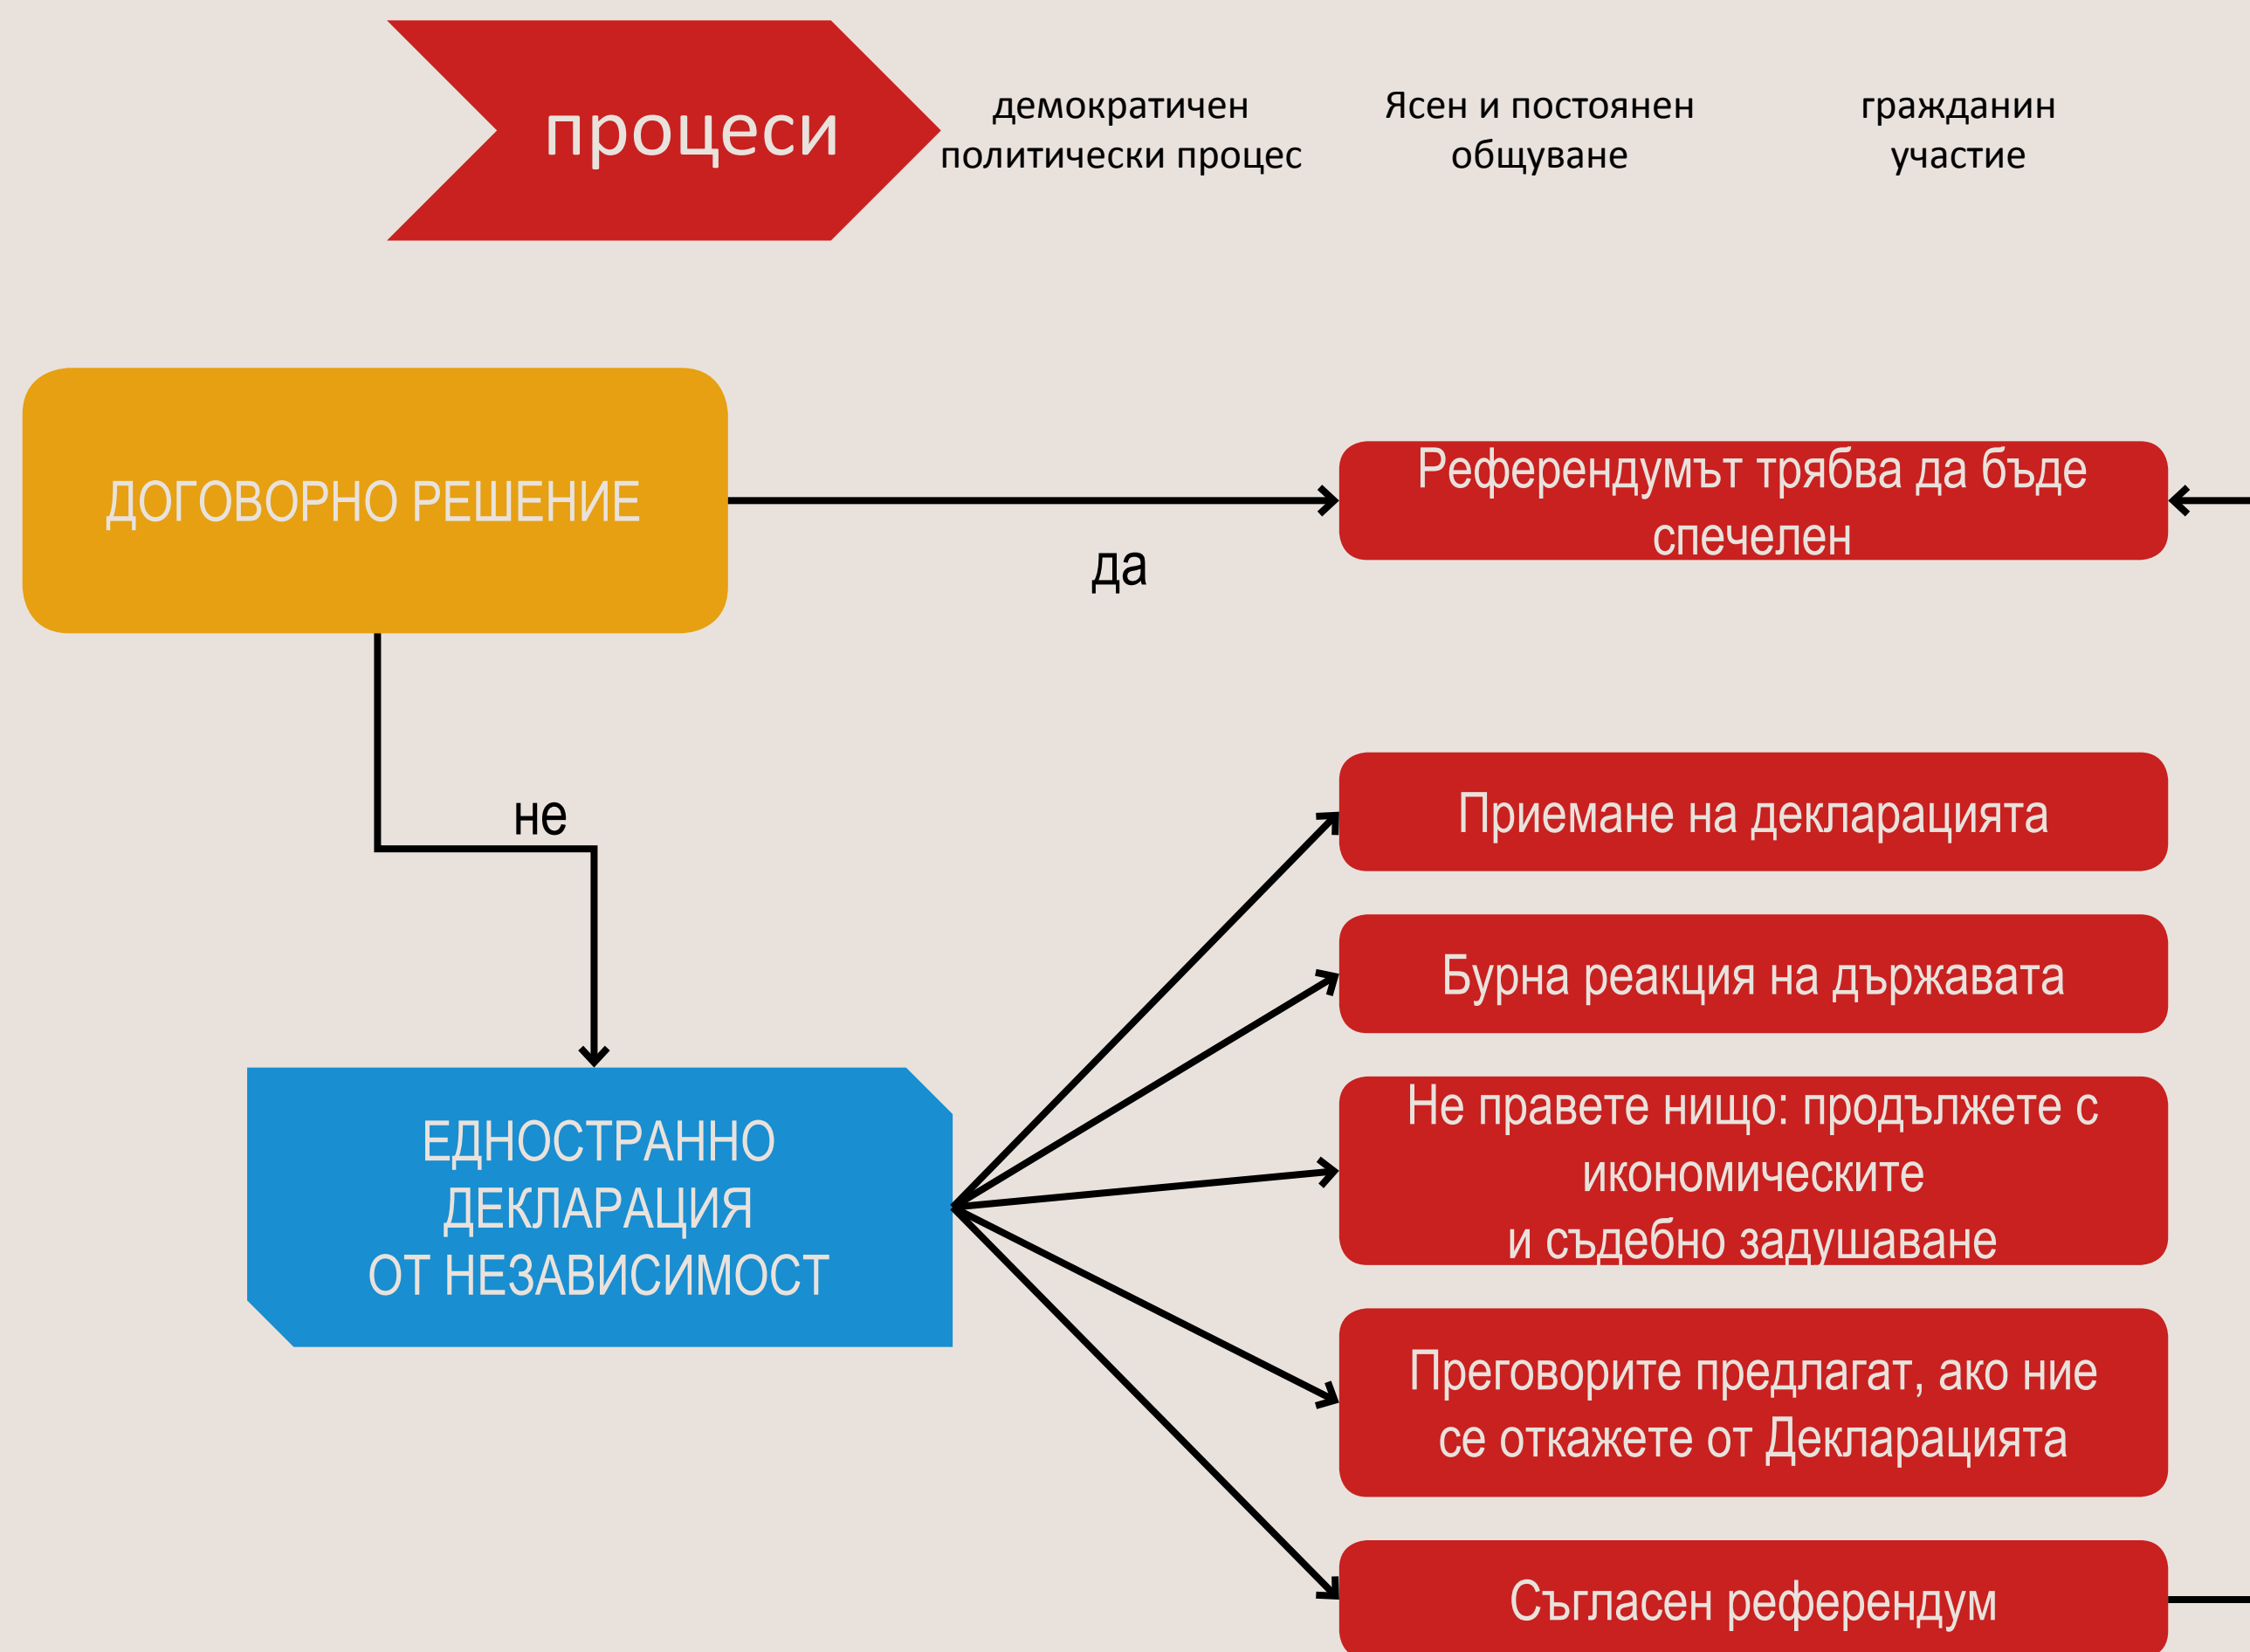 процеси
демократичен
политически процес
Ясен и постоянен
общуване
гражданин
участие
ДОГОВОРНО РЕШЕНИЕ
да
Референдумът трябва да бъде
спечелен
не
Приемане на декларацията
Бурна реакция на държавата
Не правете нищо: продължете с
икономическите
и съдебно задушаване
ЕДНОСТРАННО
ДЕКЛАРАЦИЯ
ОТ НЕЗАВИСИМОСТ
Преговорите предлагат, ако ние
се откажете от Декларацията
Съгласен референдум